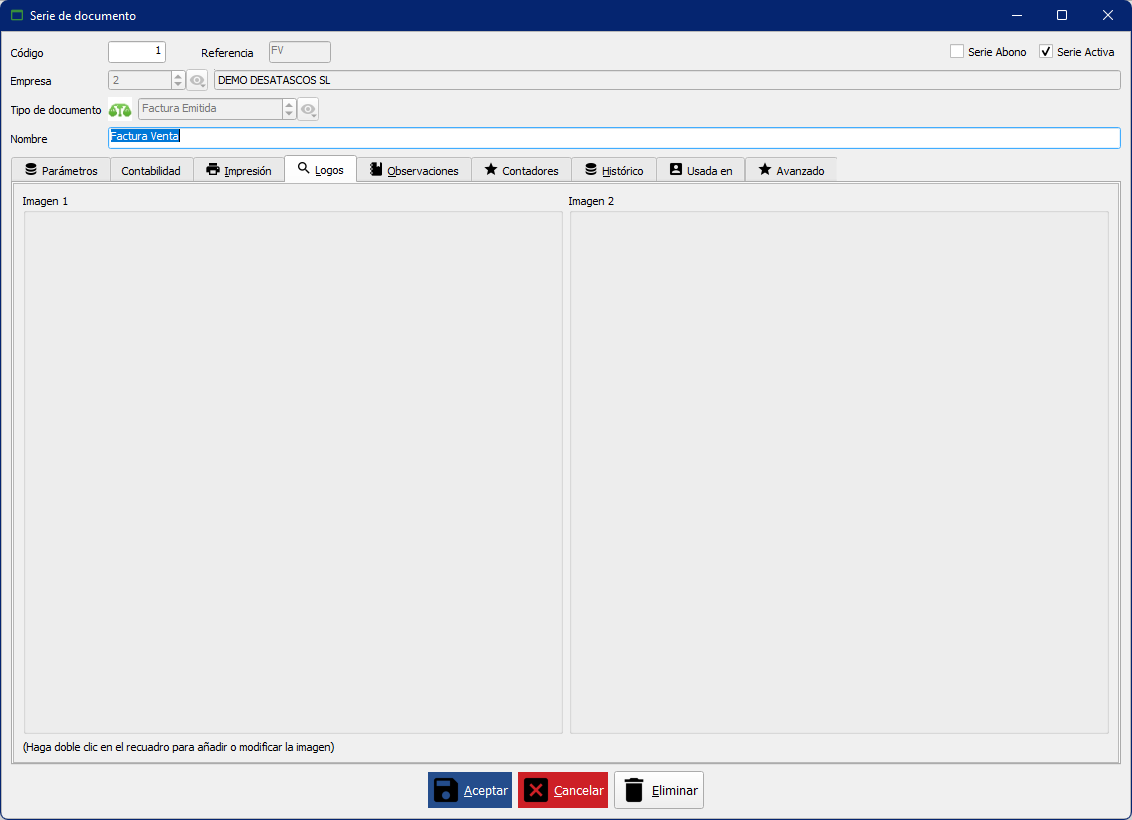 Serie de documento
Código 1 Referencia FV Serie Abono Serie Activa
Empresa 2 DEMO DESATASCOS SL
Tipo de documento Factura Emitida
Nombre Factura Venta
Parámetros Contabilidad Impresión Logos Observaciones Contadores Histórico Usada en Avanzado
Imagen 1 Imagen 2
(Haga doble clic en el recuadro para añadir o modificar la imagen)
Aceptar Cancelar Eliminar